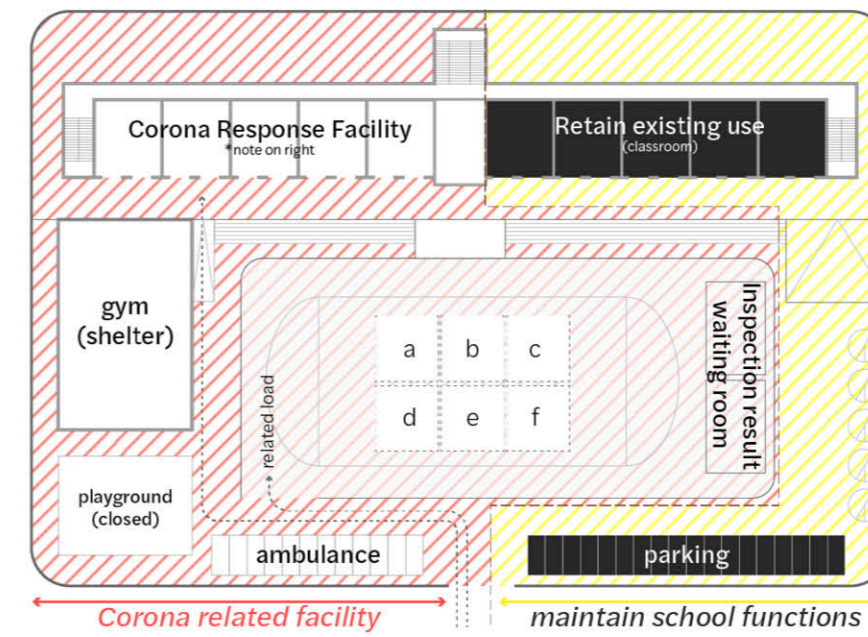 Corona Response Facility
*note on right
Retain existing use
(classroom)
gym
(shelter)
a b c
d e f
* related load
Inspection result
waiting room
playground
(closed)
ambulance
parking
Corona related facility
maintain school functions